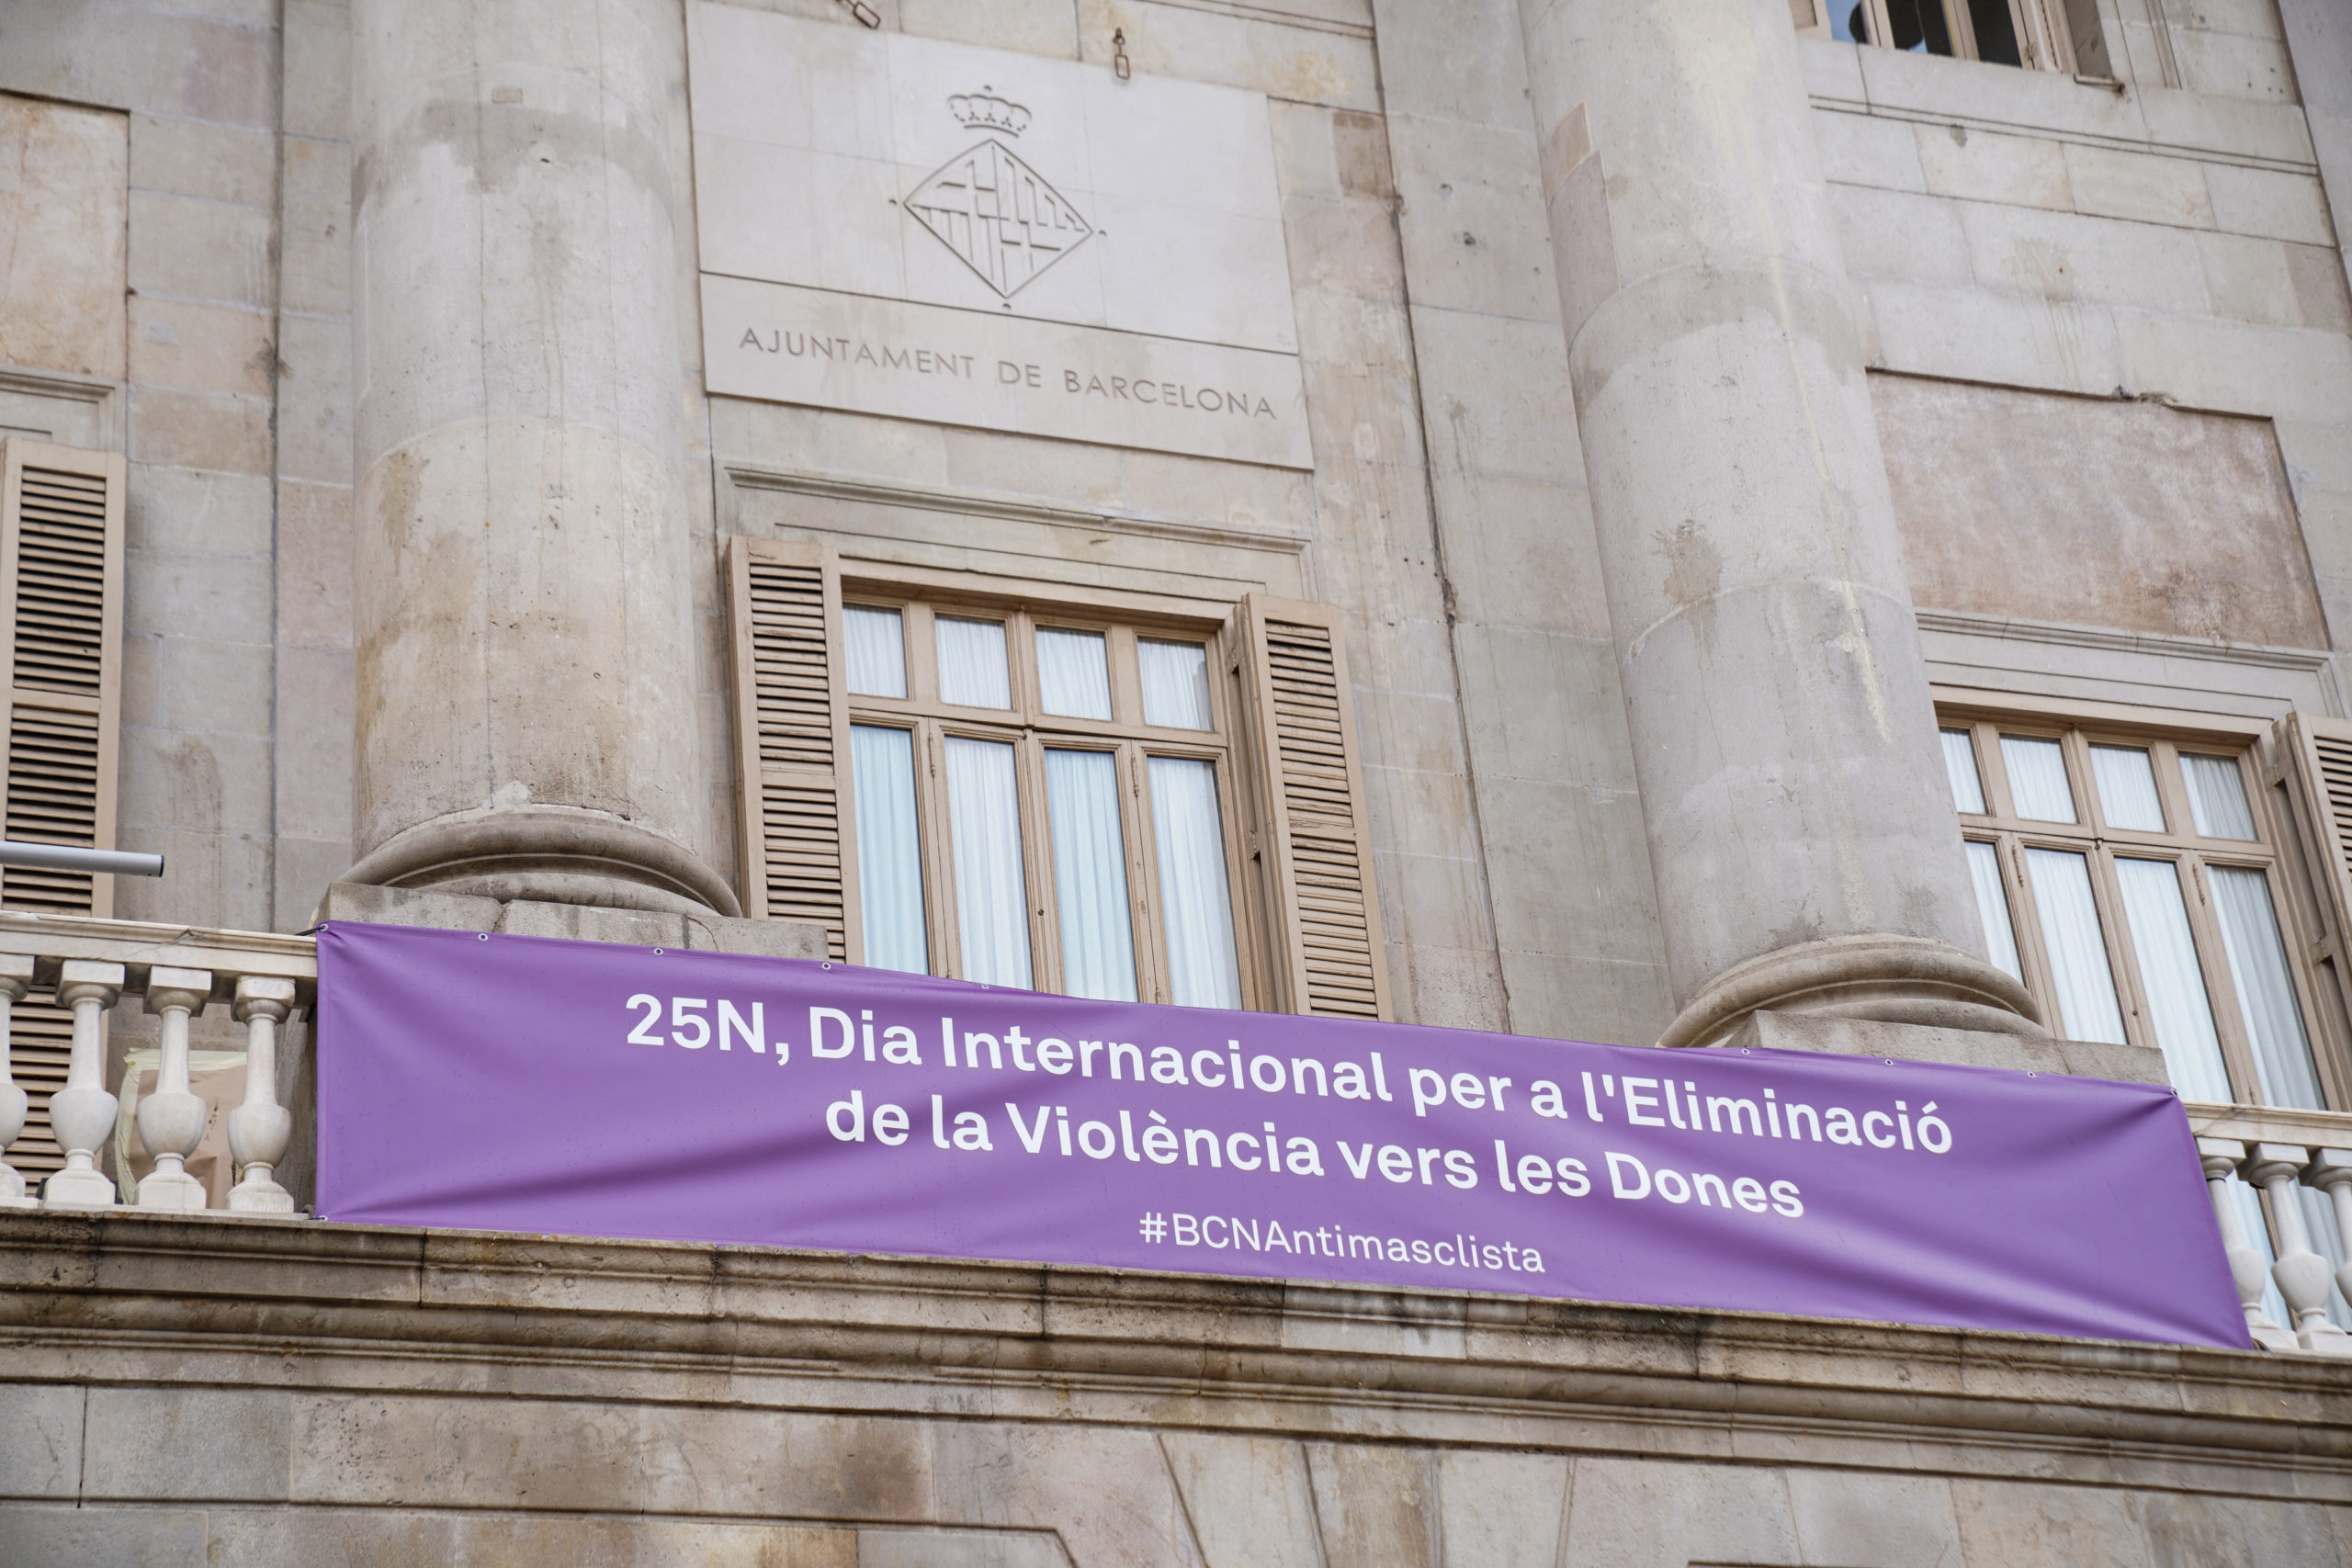 AJUNTAMENT DE BARCELONA
25N, Dia Internacional per a l'Eliminació
de la Violència vers les Dones
#BCNAntimasclista